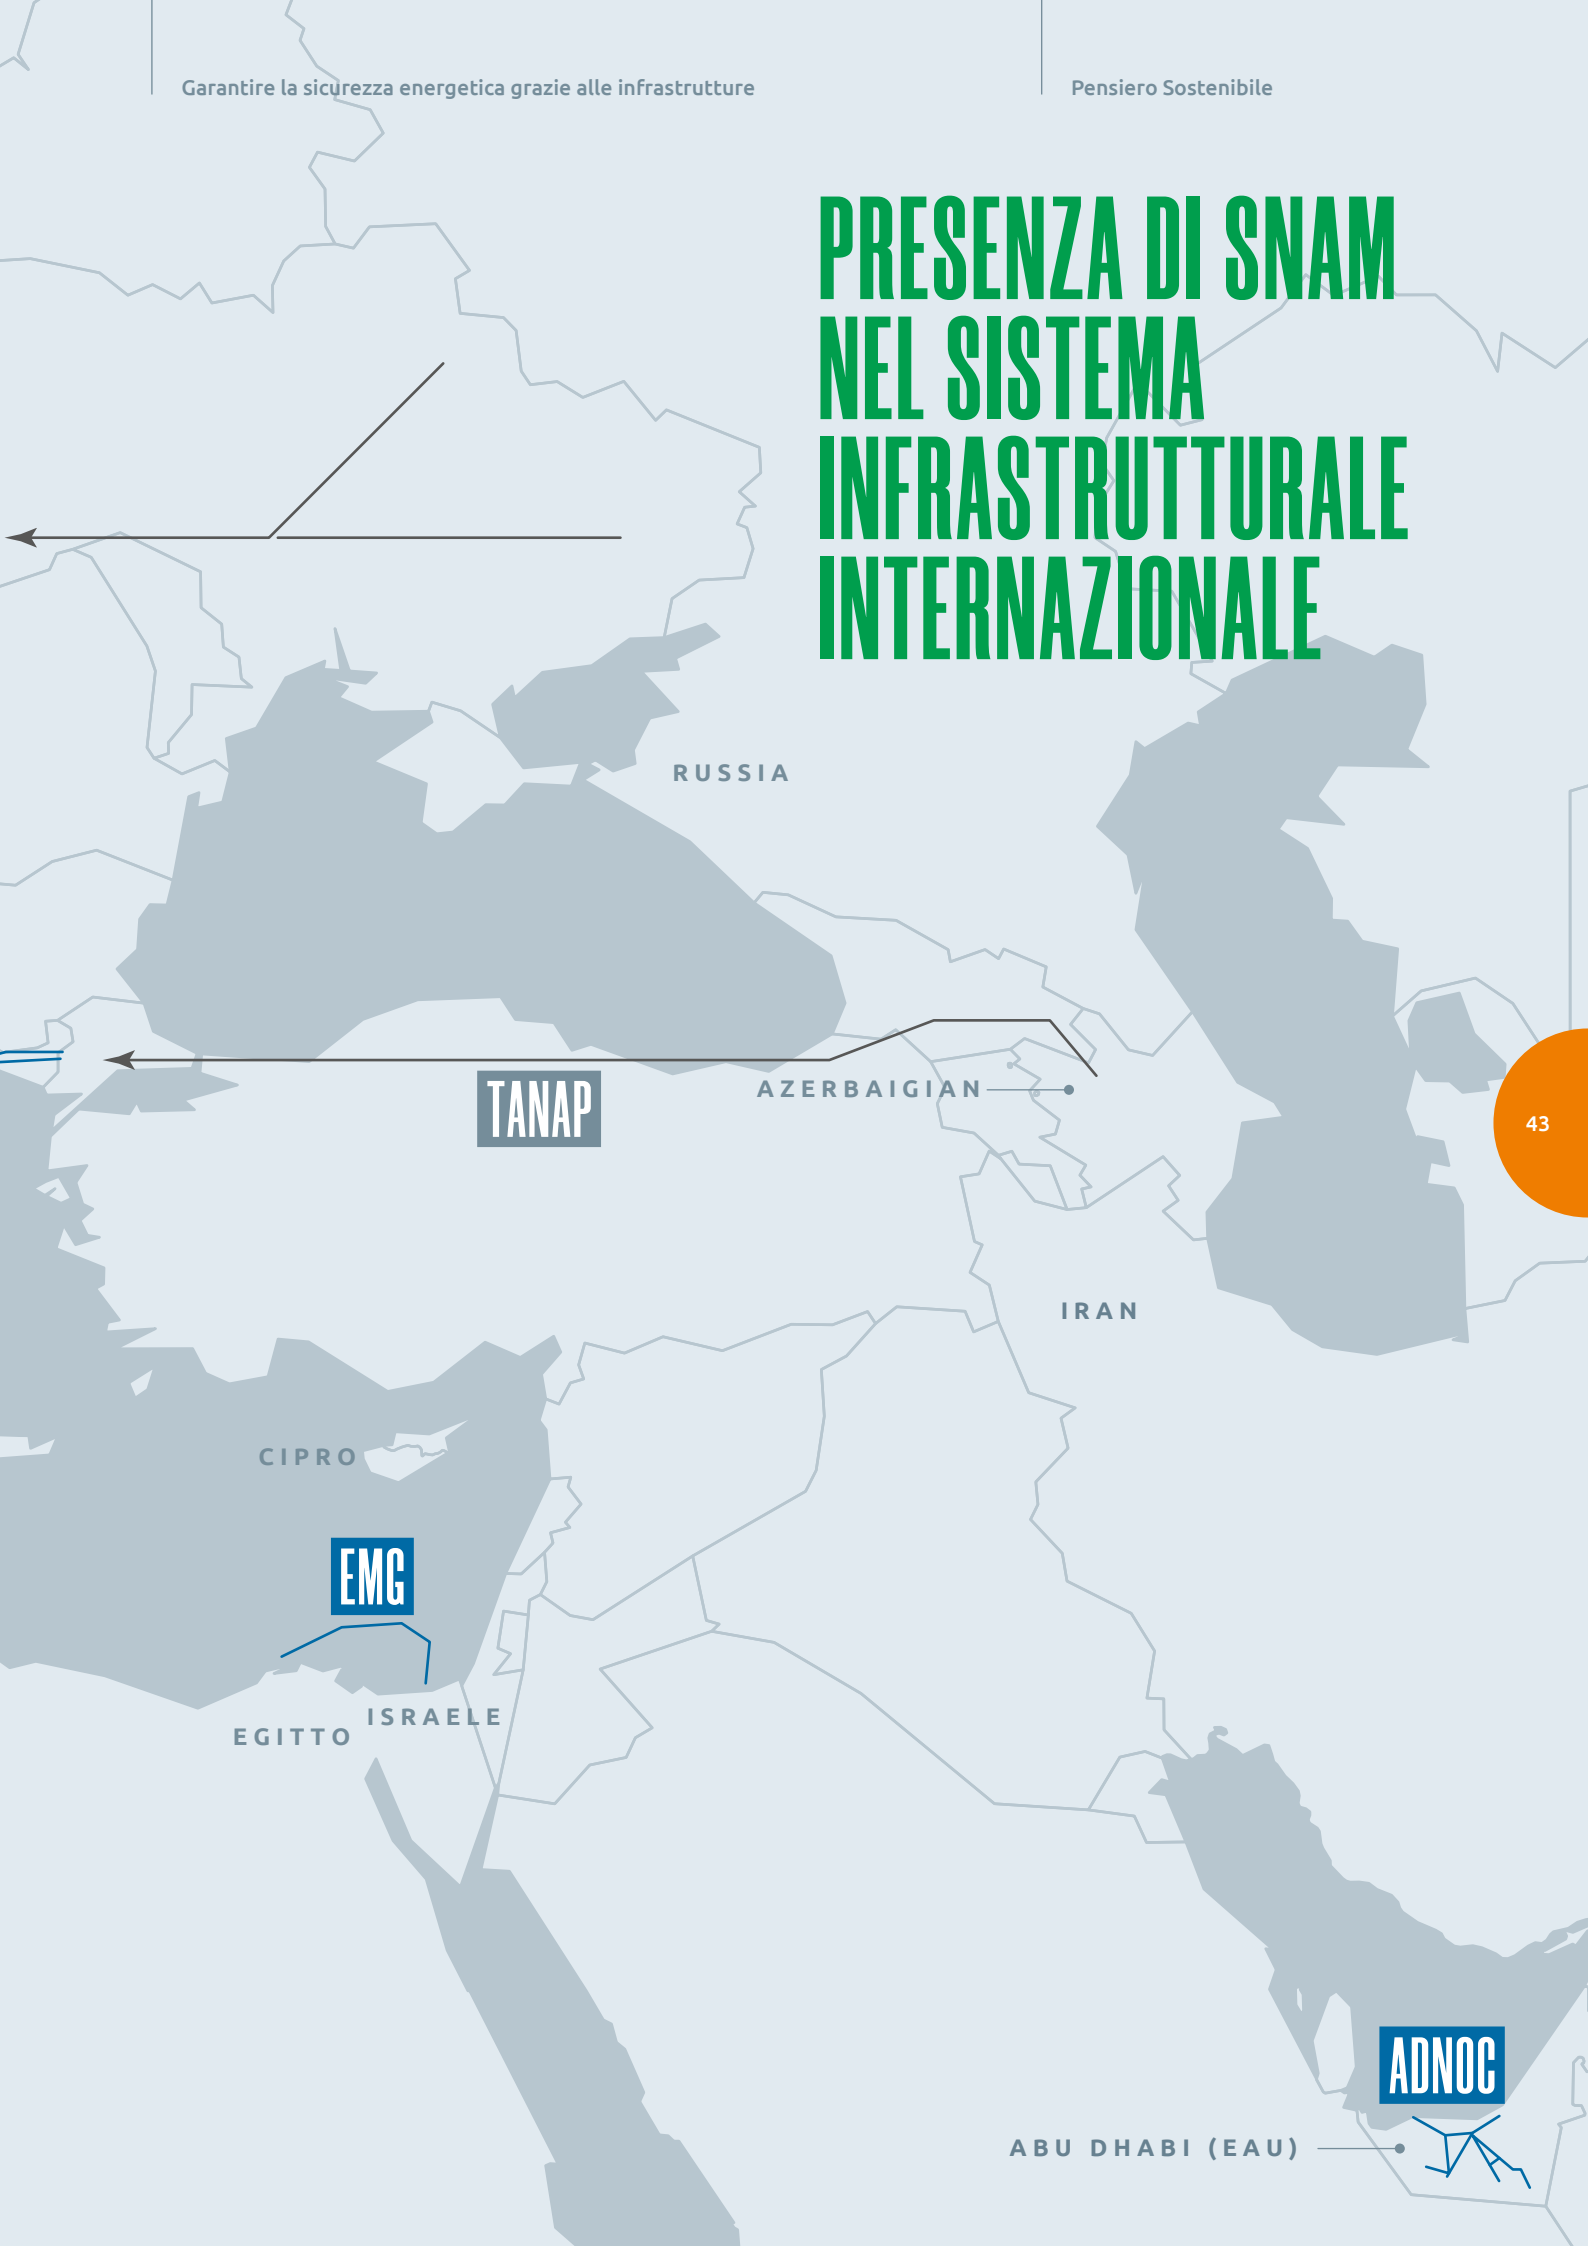 Garantire la sicurezza energetica grazie alle infrastrutture
Pensiero Sostenibile
PRESENZA DI SNAM
NEL SISTEMA
INFRASTRUTTURALE
INTERNAZIONALE
RUSSIA
AZERBAIGIAN
TANAP
43
IRAN
CIPRO
EMG
ISRAELE
EGITTO
ADNOC
ABU DHABI (EAU)